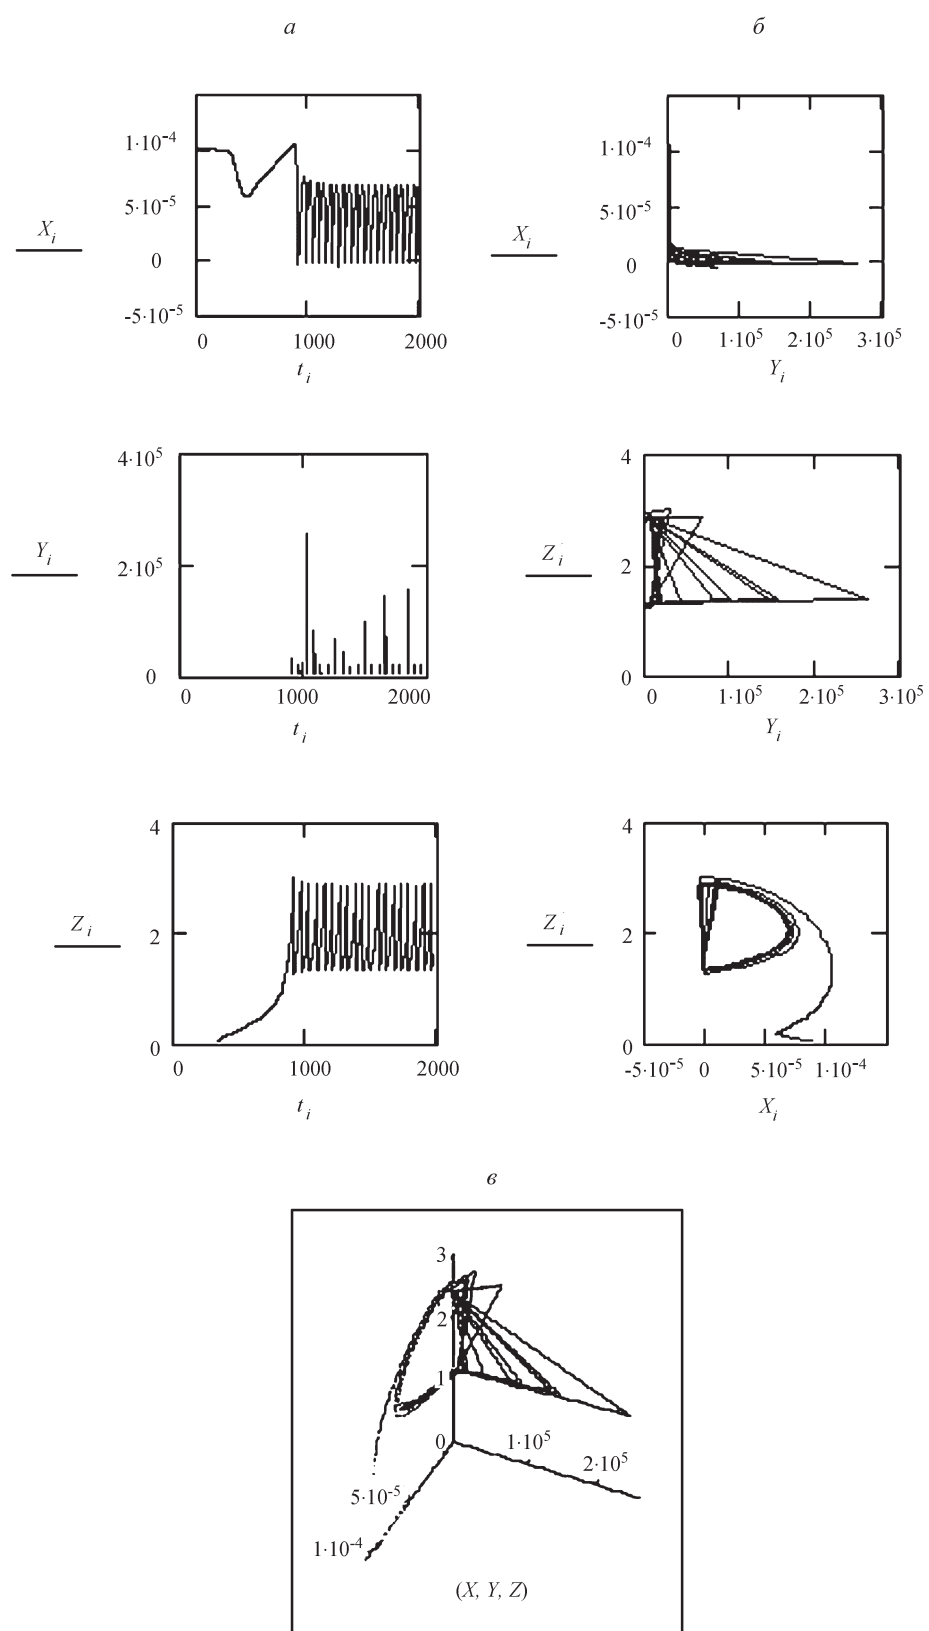 а
б
1·10⁻⁴
5·10⁻⁵
0
-5·10⁻⁵
X_i
0 1000 2000
t_i
1·10⁻⁴
5·10⁻⁵
0
-5·10⁻⁵
X_i
0 1·10⁵ 2·10⁵ 3·10⁵
Y_i
4·10⁵
2·10⁵
0
Y_i
0 1000 2000
t_i
4
2
0
Z_i
0 1·10⁵ 2·10⁵ 3·10⁵
Y_i
4
2
0
Z_i
0 1000 2000
t_i
4
2
0
Z_i
-5·10⁻⁵ 0 5·10⁻⁵ 1·10⁻⁴
X_i
в
3
2
1
0
1·10⁵
2·10⁵
5·10⁻⁵
1·10⁻⁴
(X, Y, Z)